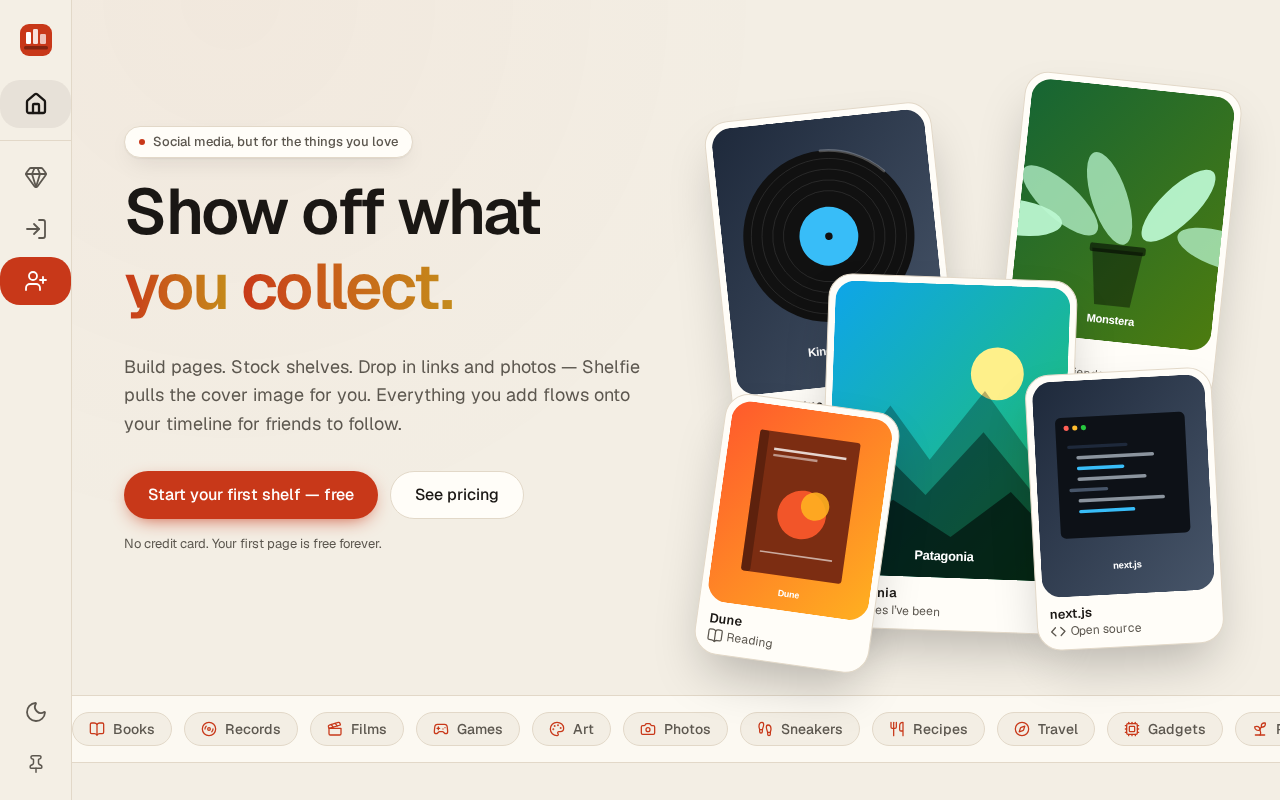 Social media, but for the things you love
Show off what
you collect.
Build pages. Stock shelves. Drop in links and photos — Shelfie
pulls the cover image for you. Everything you add flows onto
your timeline for friends to follow.
Start your first shelf — free
See pricing
No credit card. Your first page is free forever.
Monstera
Patagonia
Dune
Dune
Reading
I've been
next.js
next.js
Open source
Books
Records
Films
Games
Art
Photos
Sneakers
Recipes
Travel
Gadgets